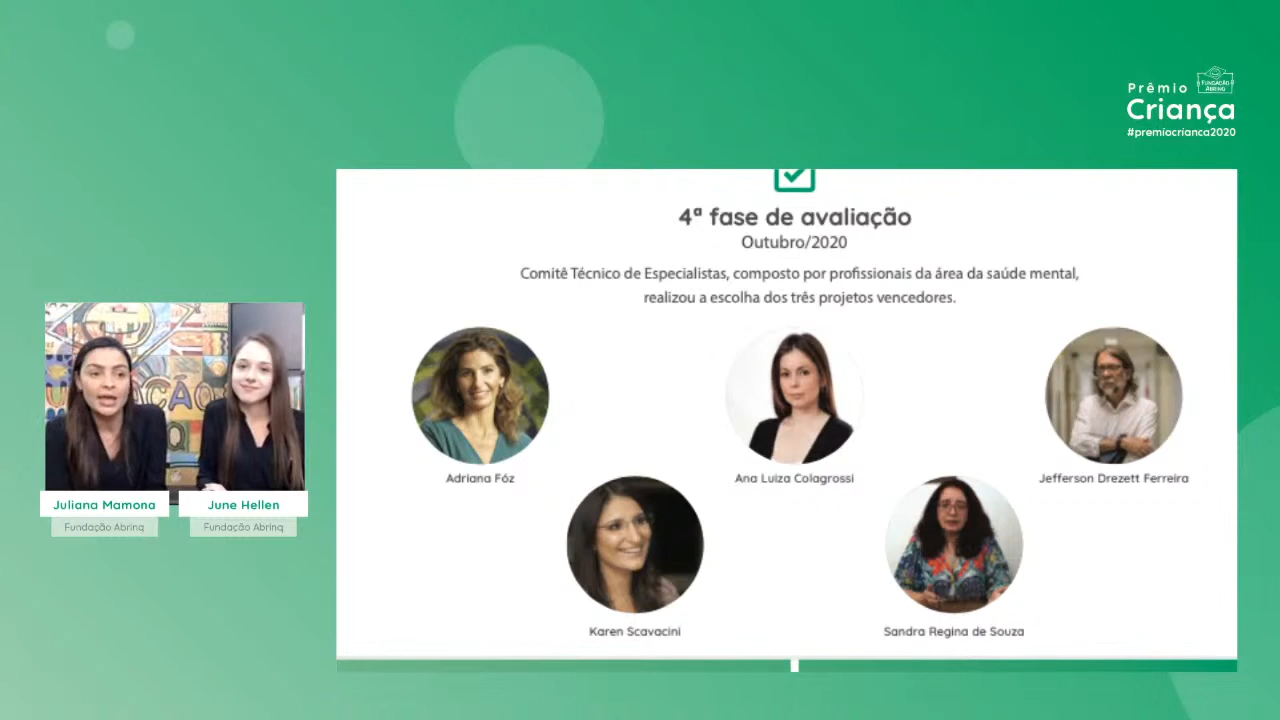 Prêmio
FUNDAÇÃO
ABRINQ
Criança
#premiocrianca2020
4ª fase de avaliação
Outubro/2020
Comitê Técnico de Especialistas, composto por profissionais da área da saúde mental,
realizou a escolha dos três projetos vencedores.
Adriana Fóz
Ana Luiza Colagrossi
Jefferson Drezett Ferreira
Karen Scavacini
Sandra Regina de Souza
Juliana Mamona
June Hellen
Fundação Abrinq
Fundação Abrinq